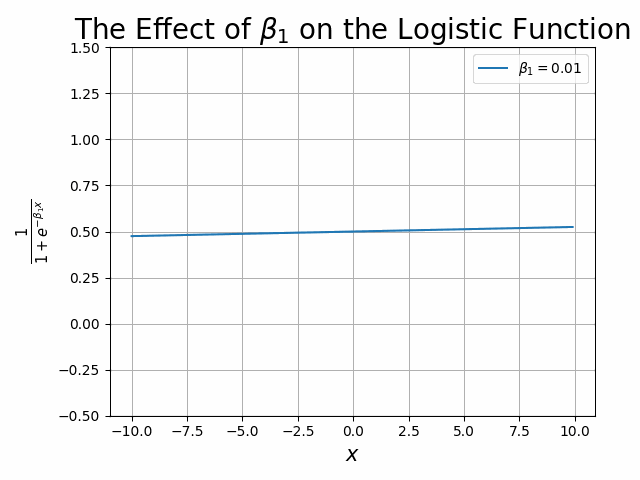 The Effect of β₁ on the Logistic Function
β₁ = 0.01
1.50
1.25
1.00
0.75
0.50
0.25
0.00
−0.25
−0.50
1
1 + e^{−β₁x}
−10.0 −7.5 −5.0 −2.5 0.0 2.5 5.0 7.5 10.0
x